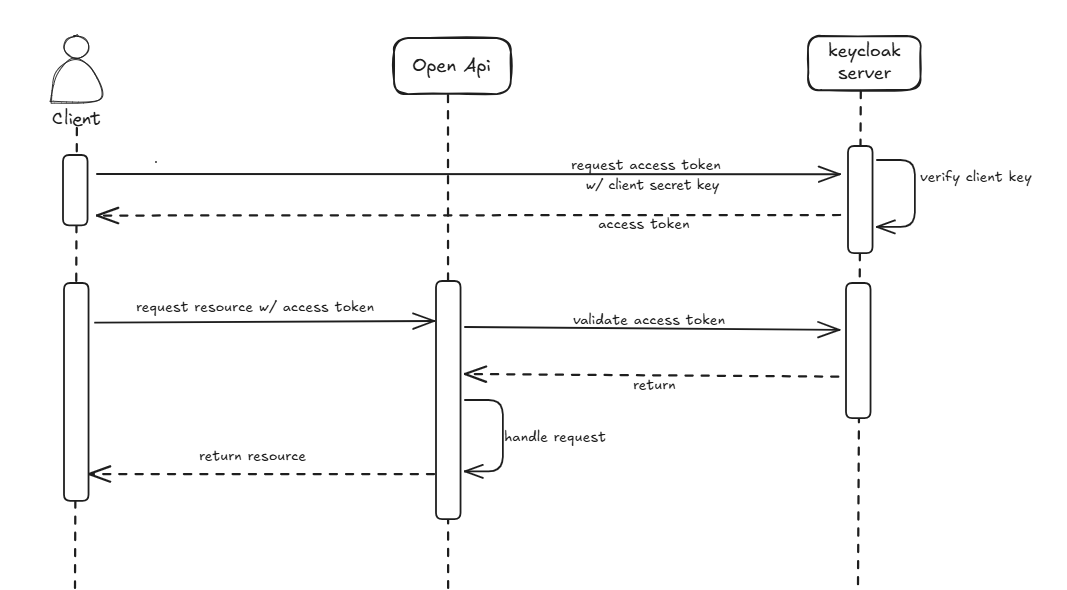 Client
Open Api
keycloak
server
request access token
w/ client secret key
verify client key
access token
request resource w/ access token
validate access token
return
handle request
return resource